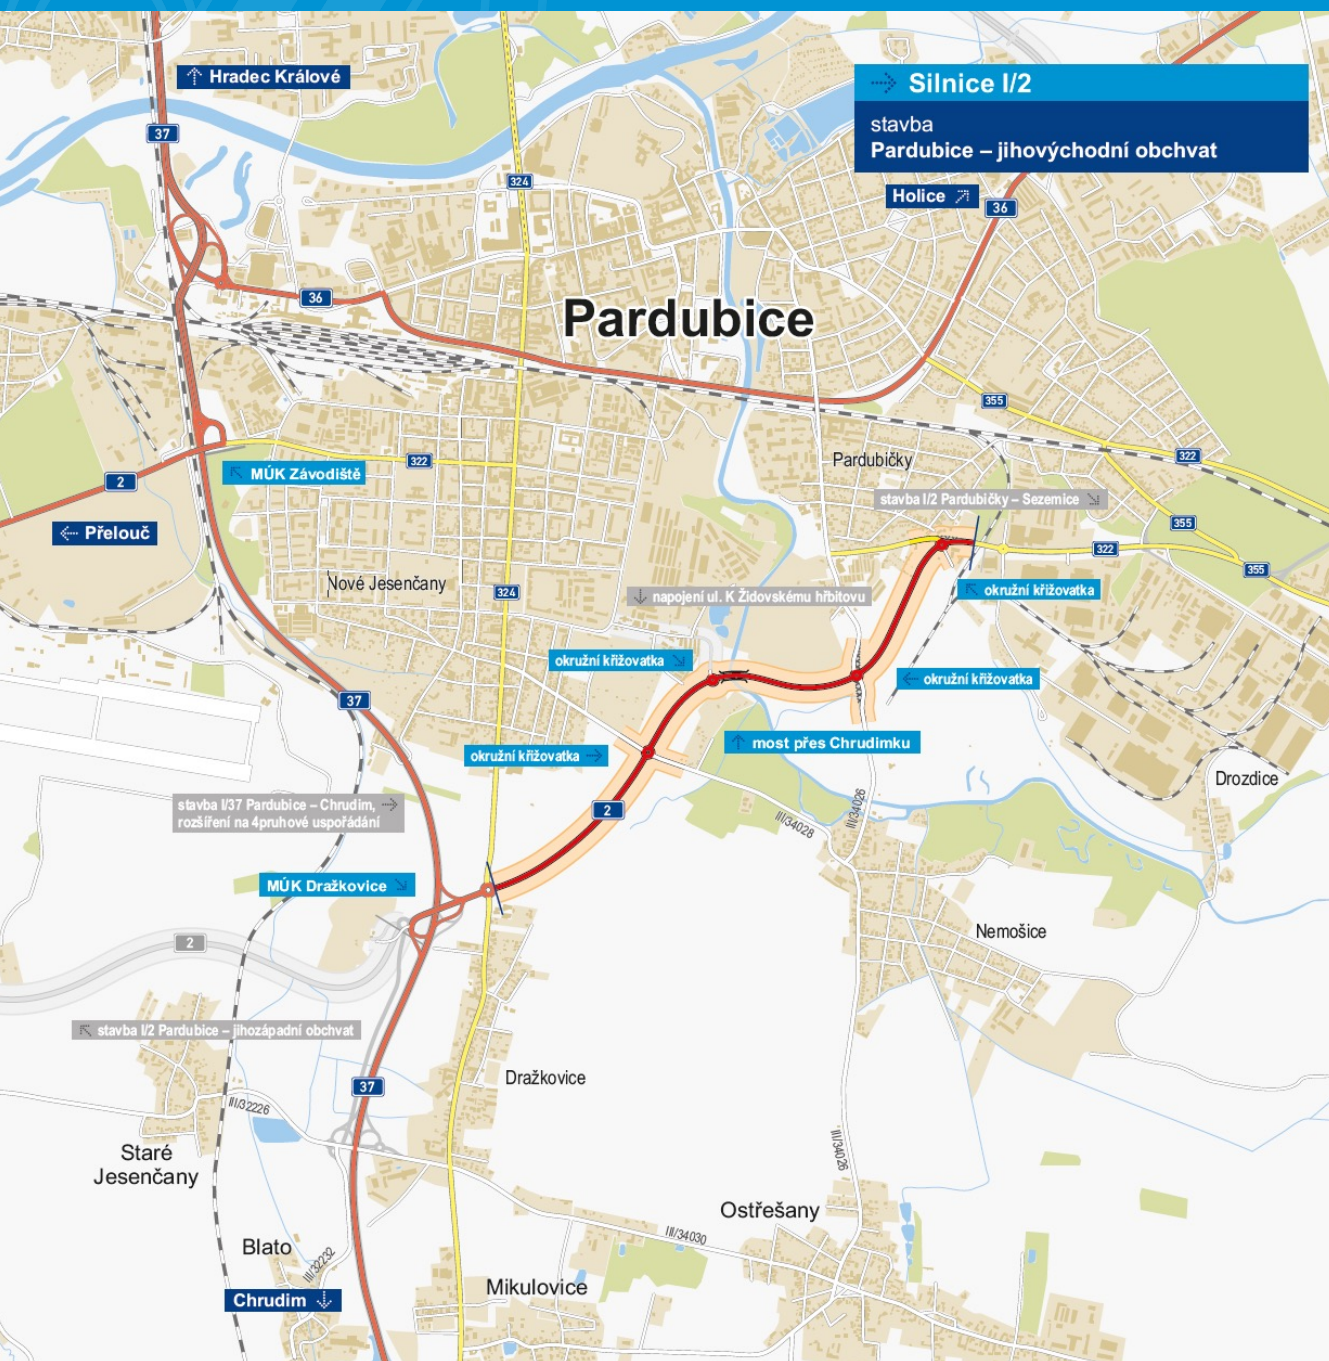 Hradec Králové
Silnice I/2
stavba
Pardubice – jihovýchodní obchvat
37
324
Holice
36
36
Pardubice
355
322
MÚK Závodiště
322
Pardubičky
2
stavba I/2 Pardubičky – Sezemice
355
Přelouč
322
355
Nové Jesenčany
324
napojení ul. K Židovskému hřbitovu
okružní křižovatka
okružní křižovatka
okružní křižovatka
37
most přes Chrudimku
okružní křižovatka
Drozdice
stavba I/37 Pardubice – Chrudim,
rozšíření na 4pruhové uspořádání
2
III/34028
III/34026
MÚK Dražkovice
2
Nemošice
stavba I/2 Pardubice – jihozápadní obchvat
37
Dražkovice
III/32226
III/34026
Staré
Jesenčany
Ostřešany
III/34030
Blato
III/32232
Mikulovice
Chrudim